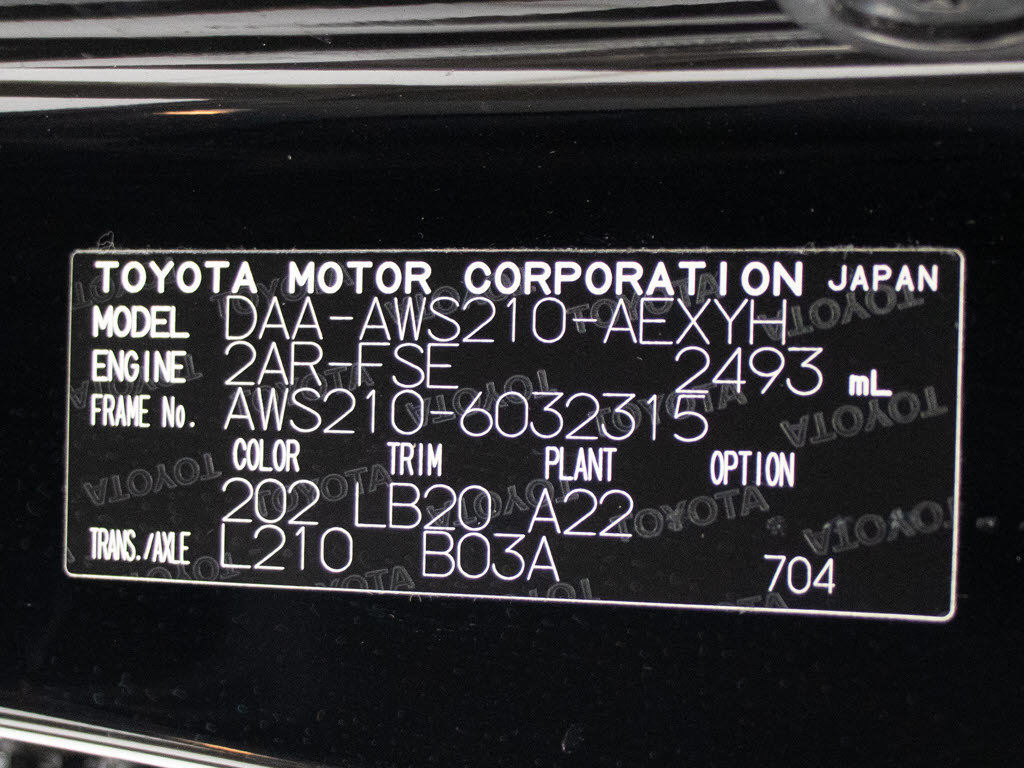 TOYOTA MOTOR CORPORATION JAPAN
MODEL DAA-AWS210-AEXYH
ENGINE 2AR-FSE 2493 mL
FRAME No. AWS210-6032315
COLOR TRIM PLANT OPTION
202 LB20 A22
TRANS./AXLE L210 B03A 704